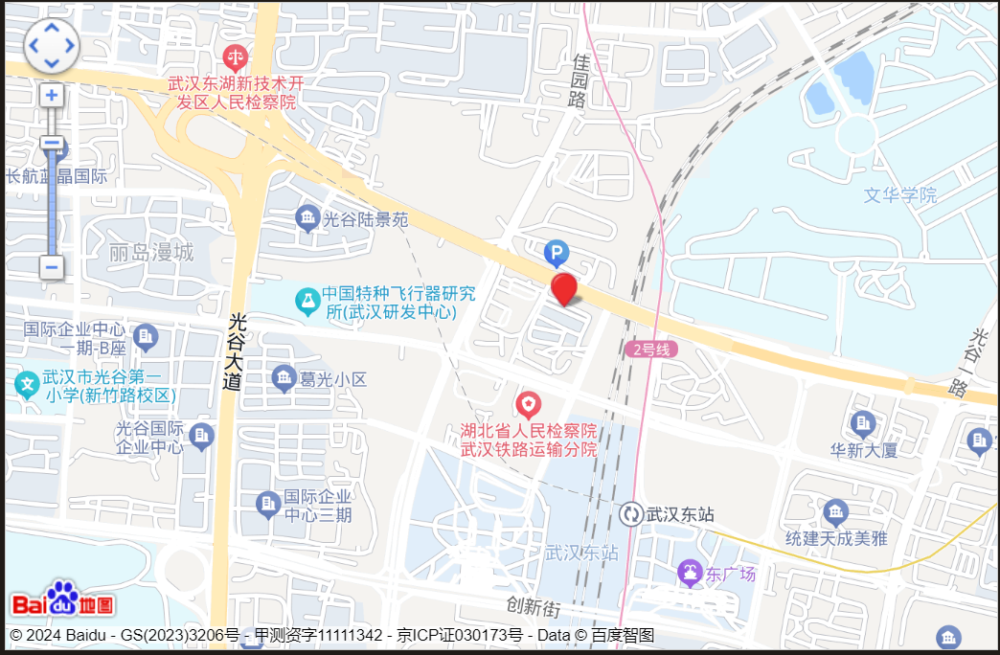 佳园路
武汉东湖新技术开
发区人民检察院
长航蓝晶国际
文华学院
光谷陆景苑
丽岛漫城
P
中国特种飞行器研究
所(武汉研发中心)
光谷大道
国际企业中心
一期-B座
光谷一路
2号线
文
武汉市光谷第一
小学(新竹路校区)
葛光小区
湖北省人民检察院
武汉铁路运输分院
光谷国际
企业中心
华新大厦
国际企业
中心三期
武汉东站
统建天成美雅
武汉东站
东广场
创新街
Bai du 地图
© 2024 Baidu - GS(2023)3206号 - 甲测资字11111342 - 京ICP证030173号 - Data © 百度智图